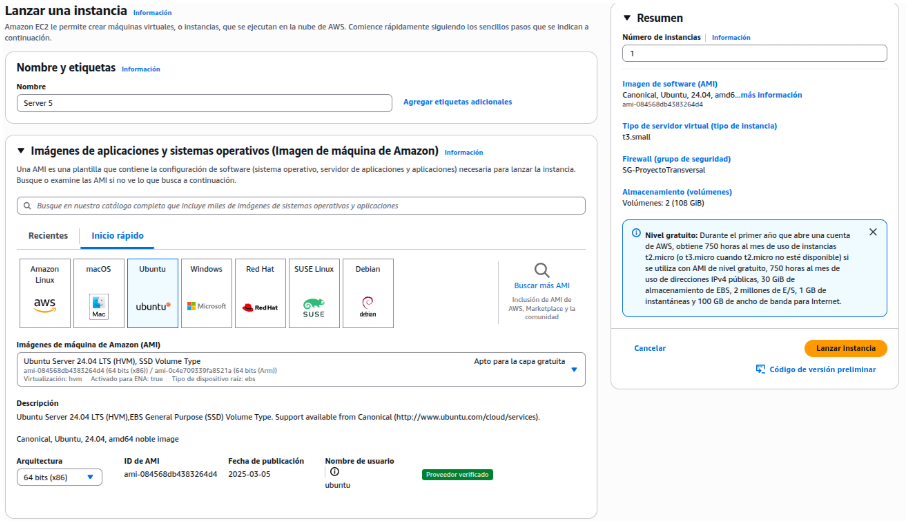 Lanzar una instancia Información
Amazon EC2 le permite crear máquinas virtuales, o instancias, que se ejecutan en la nube de AWS. Comience rápidamente siguiendo los sencillos pasos que se indican a
continuación.
Nombre y etiquetas Información
Nombre
Server 5
Agregar etiquetas adicionales
Imágenes de aplicaciones y sistemas operativos (Imagen de máquina de Amazon) Información
Una AMI es una plantilla que contiene la configuración de software (sistema operativo, servidor de aplicaciones y aplicaciones) necesaria para lanzar la instancia.
Busque o examine las AMI si no ve lo que busca a continuación.
Busque en nuestro catálogo completo que incluye miles de imágenes de sistemas operativos y aplicaciones
Recientes
Inicio rápido
Amazon
Linux
aws
macOS
Mac
Ubuntu
ubuntu
Windows
Microsoft
Red Hat
Red Hat
SUSE Linux
SUSE
Debian
debian
Buscar más AMI
Inclusión de AMI de
AWS, Marketplace y la
comunidad
Imágenes de máquina de Amazon (AMI)
Ubuntu Server 24.04 LTS (HVM), SSD Volume Type
Apto para la capa gratuita
ami-084568db4383264d4 (64 bits (x86)) / ami-0c4e709339fa8521a (64 bits (Arm))
Virtualización: hvm Activado para ENA: true Tipo de dispositivo raíz: ebs
Descripción
Ubuntu Server 24.04 LTS (HVM),EBS General Purpose (SSD) Volume Type. Support available from Canonical (http://www.ubuntu.com/cloud/services).
Canonical, Ubuntu, 24.04, amd64 noble image
Arquitectura
64 bits (x86)
ID de AMI
ami-084568db4383264d4
Fecha de publicación
2025-03-05
Nombre de usuario
ubuntu
Proveedor verificado
Resumen
Número de instancias Información
1
Imagen de software (AMI)
Canonical, Ubuntu, 24.04, amd6...más información
ami-084568db4383264d4
Tipo de servidor virtual (tipo de instancia)
t3.small
Firewall (grupo de seguridad)
SG-ProyectoTransversal
Almacenamiento (volúmenes)
Volúmenes: 2 (108 GiB)
Nivel gratuito: Durante el primer año que abre una cuenta
de AWS, obtiene 750 horas al mes de uso de instancias
t2.micro (o t3.micro cuando t2.micro no esté disponible) si
se utiliza con AMI de nivel gratuito, 750 horas al mes de
uso de direcciones IPv4 públicas, 30 GiB de
almacenamiento de EBS, 2 millones de E/S, 1 GB de
instantáneas y 100 GB de ancho de banda para Internet.
Cancelar
Lanzar instancia
Código de versión preliminar